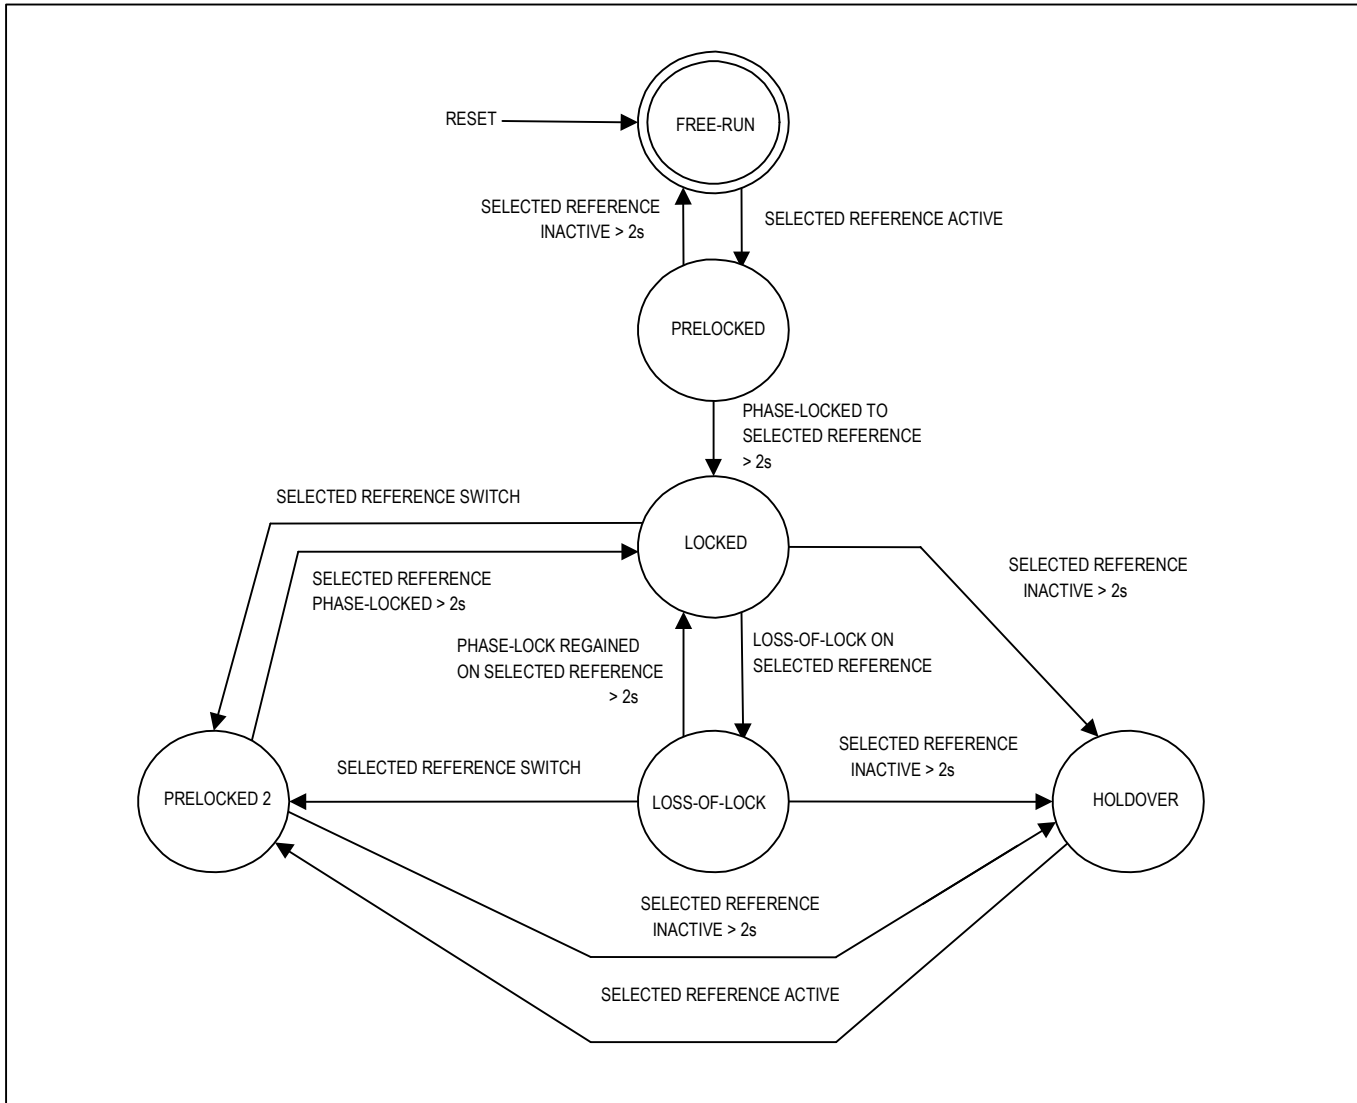 RESET
FREE-RUN
SELECTED REFERENCE
INACTIVE > 2s
SELECTED REFERENCE ACTIVE
PRELOCKED
PHASE-LOCKED TO
SELECTED REFERENCE
> 2s
SELECTED REFERENCE SWITCH
LOCKED
SELECTED REFERENCE
INACTIVE > 2s
SELECTED REFERENCE
PHASE-LOCKED > 2s
PHASE-LOCK REGAINED
ON SELECTED REFERENCE
> 2s
LOSS-OF-LOCK ON
SELECTED REFERENCE
SELECTED REFERENCE
INACTIVE > 2s
SELECTED REFERENCE SWITCH
PRELOCKED 2
LOSS-OF-LOCK
HOLDOVER
SELECTED REFERENCE
INACTIVE > 2s
SELECTED REFERENCE ACTIVE